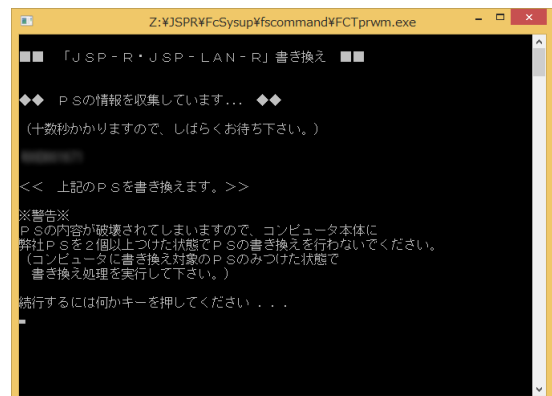 Z:¥JSPR¥FcSysup¥fscommand¥FCTprwm.exe
■■　「ＪＳＰ－Ｒ・ＪＳＰ－ＬＡＮ－Ｒ」書き換え　■■
◆◆　ＰＳの情報を収集しています...　◆◆
（十数秒かかりますので、しばらくお待ち下さい。）
<<　上記のＰＳを書き換えます。>>
※警告※
ＰＳの内容が破壊されてしまいますので、コンピュータ本体に
弊社ＰＳを２個以上つけた状態でＰＳの書き換えを行わないでください。
（コンピュータに書き換え対象のＰＳのみつけた状態で
　書き換え処理を実行して下さい。）
続行するには何かキーを押してください . . .